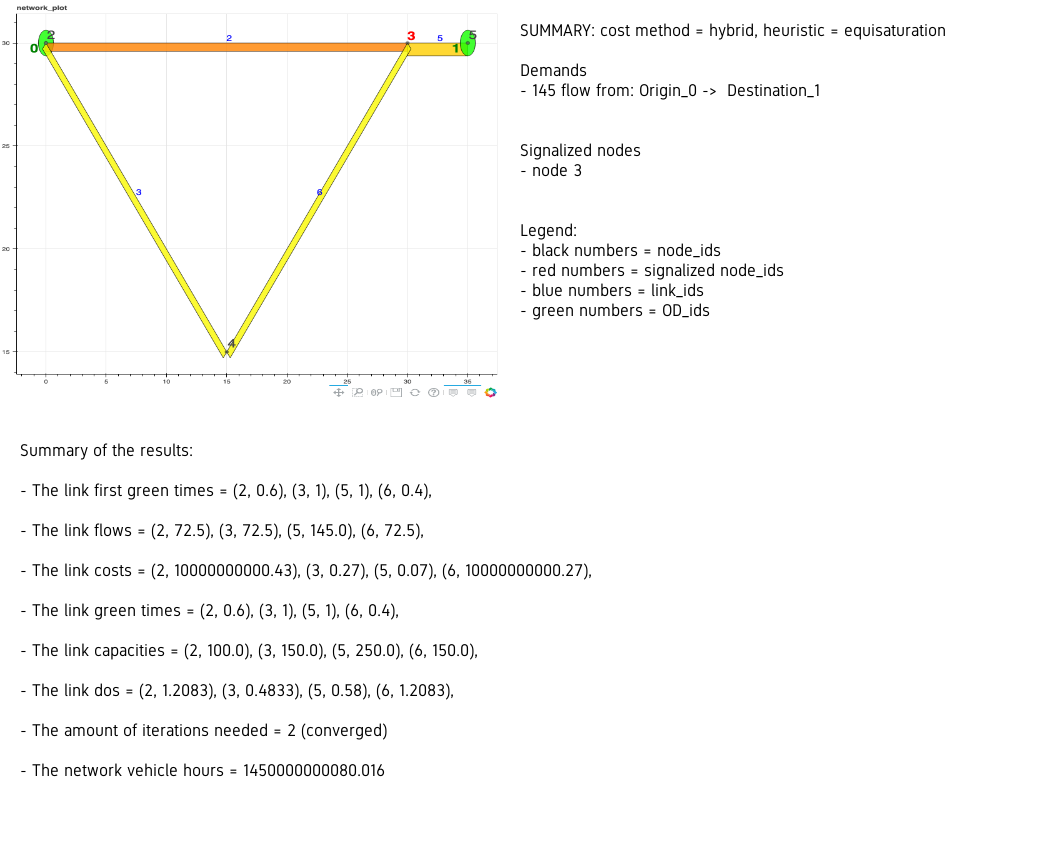 network_plot
SUMMARY: cost method = hybrid, heuristic = equisaturation
Demands
- 145 flow from: Origin_0 -> Destination_1
Signalized nodes
- node 3
Legend:
- black numbers = node_ids
- red numbers = signalized node_ids
- blue numbers = link_ids
- green numbers = OD_ids
30
25
20
15
0
2
2
3
5
1
5
3
6
4
0 5 10 15 20 25 30 35
Summary of the results:
- The link first green times = (2, 0.6), (3, 1), (5, 1), (6, 0.4),
- The link flows = (2, 72.5), (3, 72.5), (5, 145.0), (6, 72.5),
- The link costs = (2, 10000000000.43), (3, 0.27), (5, 0.07), (6, 10000000000.27),
- The link green times = (2, 0.6), (3, 1), (5, 1), (6, 0.4),
- The link capacities = (2, 100.0), (3, 150.0), (5, 250.0), (6, 150.0),
- The link dos = (2, 1.2083), (3, 0.4833), (5, 0.58), (6, 1.2083),
- The amount of iterations needed = 2 (converged)
- The network vehicle hours = 1450000000080.016